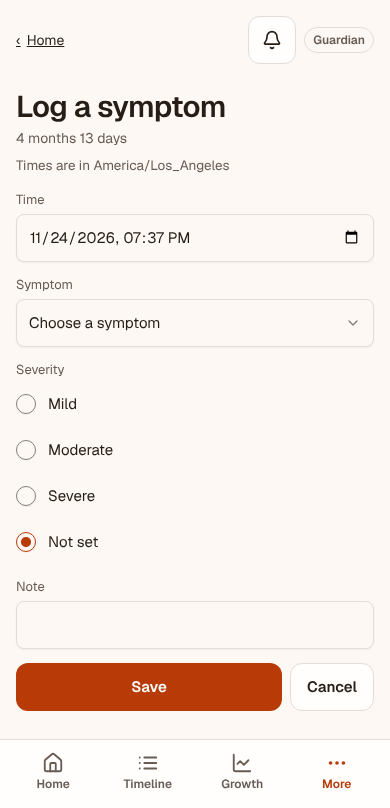 ‹ Home
Guardian
Log a symptom
4 months 13 days
Times are in America/Los_Angeles
Time
11/24/2026, 07:37 PM
Symptom
Choose a symptom
Severity
Mild
Moderate
Severe
Not set
Note
Save
Cancel
Home
Timeline
Growth
More